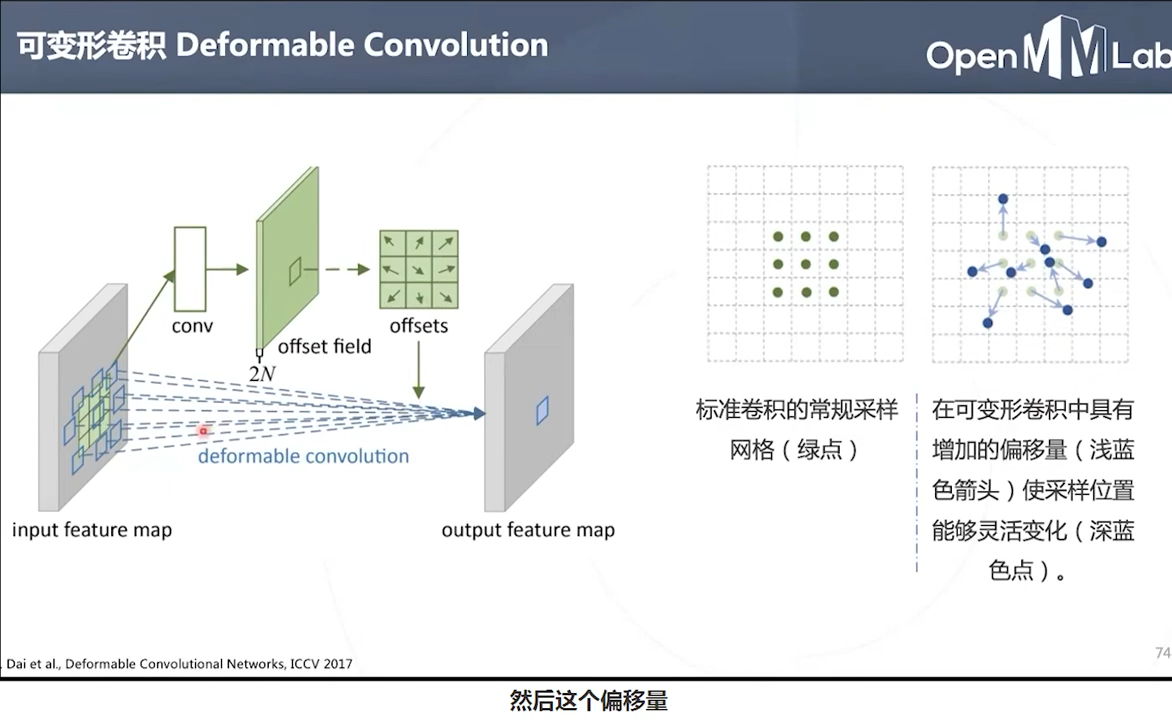 可变形卷积 Deformable Convolution
OpenMMLab
conv
offset field
2N
offsets
deformable convolution
input feature map
output feature map
标准卷积的常规采样
网格（绿点）
在可变形卷积中具有
增加的偏移量（浅蓝
色箭头）使采样位置
能够灵活变化（深蓝
色点）。
. Dai et al., Deformable Convolutional Networks, ICCV 2017
74
然后这个偏移量